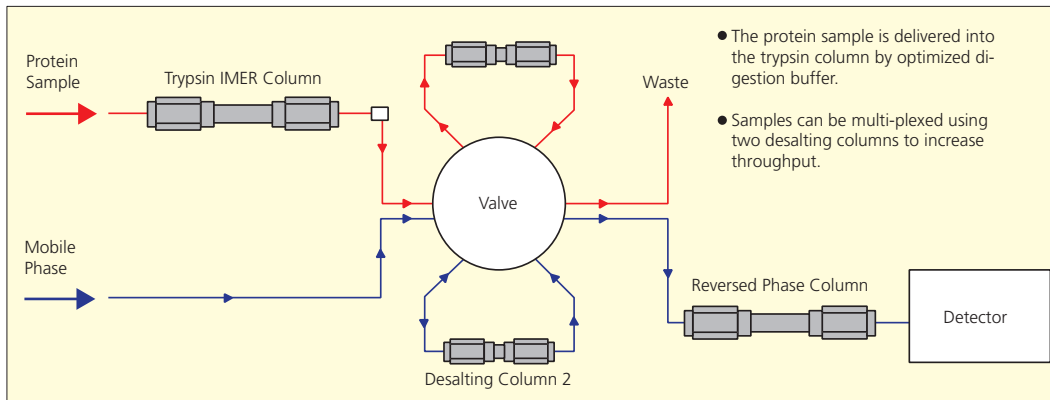 Protein
Sample
Trypsin IMER Column
Waste
● The protein sample is delivered into
the trypsin column by optimized di-
gestion buffer.
● Samples can be multi-plexed using
two desalting columns to increase
throughput.
Valve
Mobile
Phase
Reversed Phase Column
Detector
Desalting Column 2